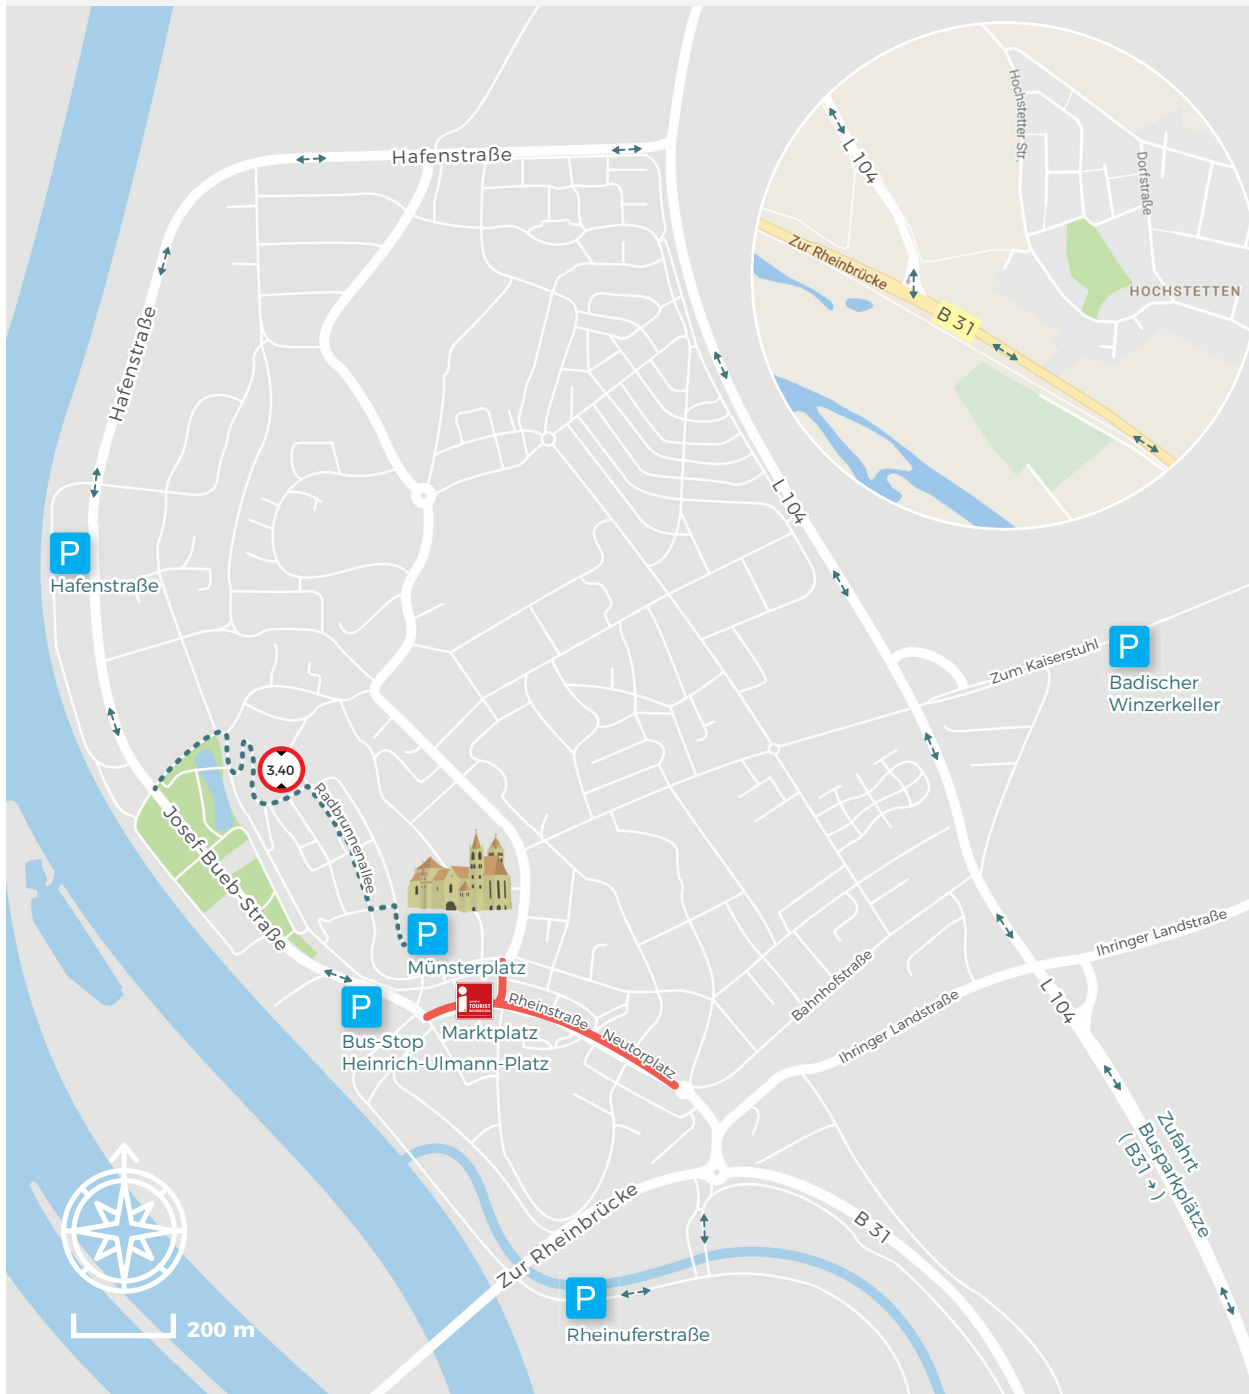 Hafenstraße
Hochstetter Str.
L 104
Dorfstraße
Zur Rheinbrücke
HOCHSTETTEN
B 31
Hafenstraße
L 104
P
Hafenstraße
P
Zum Kaiserstuhl
Badischer
Winzerkeller
3,40
Radbrunnenallee
Josef-Bueb-Straße
P
Münsterplatz
Ihringer Landstraße
Bahnhofstraße
P
i
TOURIST
Rheinstraße
Neutorplatz
Marktplatz
L 104
Ihringer Landstraße
Bus-Stop
Heinrich-Ulmann-Platz
Zufahrt
Busparkplätze
( B31 → )
Zur Rheinbrücke
B 31
P
Rheinuferstraße
200 m